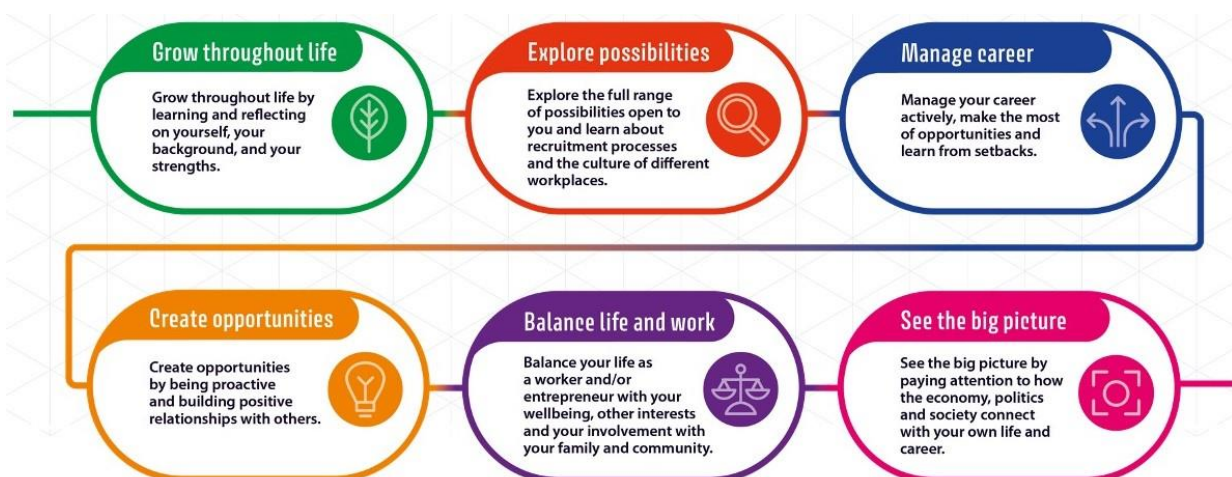 Grow throughout life
Grow throughout life by
learning and reflecting
on yourself, your
background, and your
strengths.
Explore possibilities
Explore the full range
of possibilities open to
you and learn about
recruitment processes
and the culture of different
workplaces.
Manage career
Manage your career
actively, make the most
of opportunities and
learn from setbacks.
Create opportunities
Create opportunities
by being proactive
and building positive
relationships with others.
Balance life and work
Balance your life as
a worker and/or
entrepreneur with your
wellbeing, other interests
and your involvement with
your family and community.
See the big picture
See the big picture by
paying attention to how
the economy, politics
and society connect
with your own life and
career.